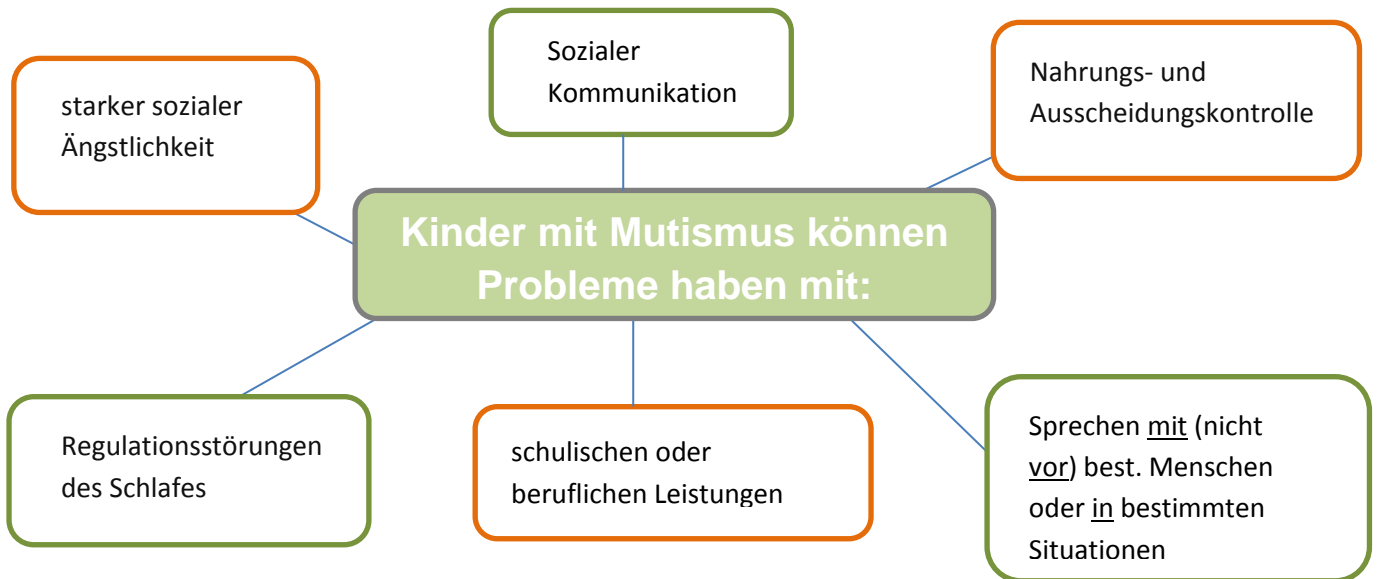 Sozialer
Kommunikation
Nahrungs- und
Ausscheidungskontrolle
starker sozialer
Ängstlichkeit
Kinder mit Mutismus können
Probleme haben mit:
Regulationsstörungen
des Schlafes
schulischen oder
beruflichen Leistungen
Sprechen mit (nicht
vor) best. Menschen
oder in bestimmten
Situationen